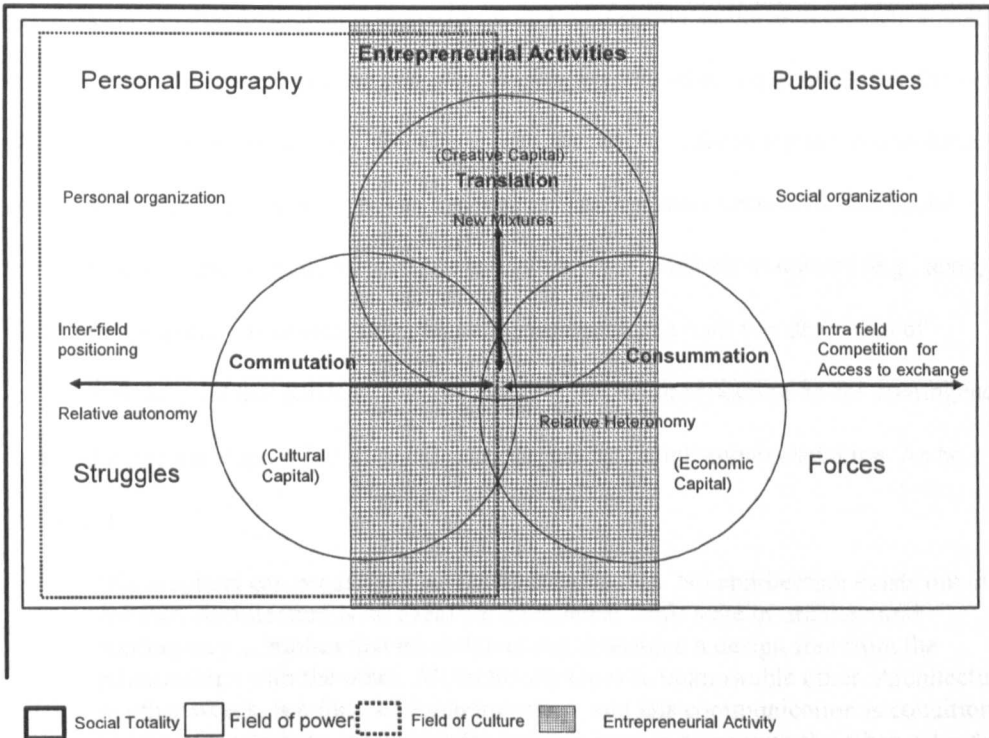 Entrepreneurial Activities
Personal Biography
Public Issues
(Creative Capital)
Translation
New Mixtures
Personal organization
Social organization
Inter-field
positioning
Commutation
Consummation
Intra field
Competition for
Access to exchange
Relative autonomy
Relative Heteronomy
Struggles
(Cultural
Capital)
(Economic
Capital)
Forces
Social Totality
Field of power
Field of Culture
Entrepreneurial Activity